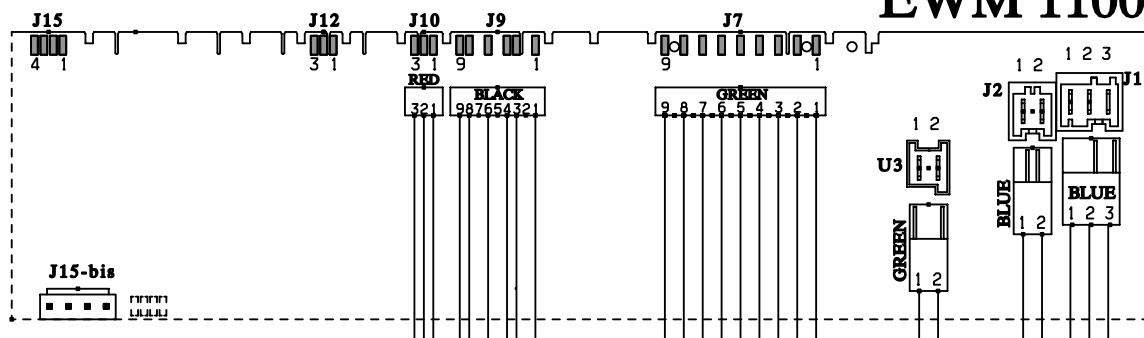 EWM 1100
J15 J12 J10 J9 J7
4 1 3 1 3 1 9 1 9 1
1 2 3
1 2
J2 J1
RED BLACK GREEN
321 987654321 9 8 7 6 5 4 3 2 1
1 2
U3
BLUE
BLUE
1 2 3
GREEN
1 2
J15-bis
1 2